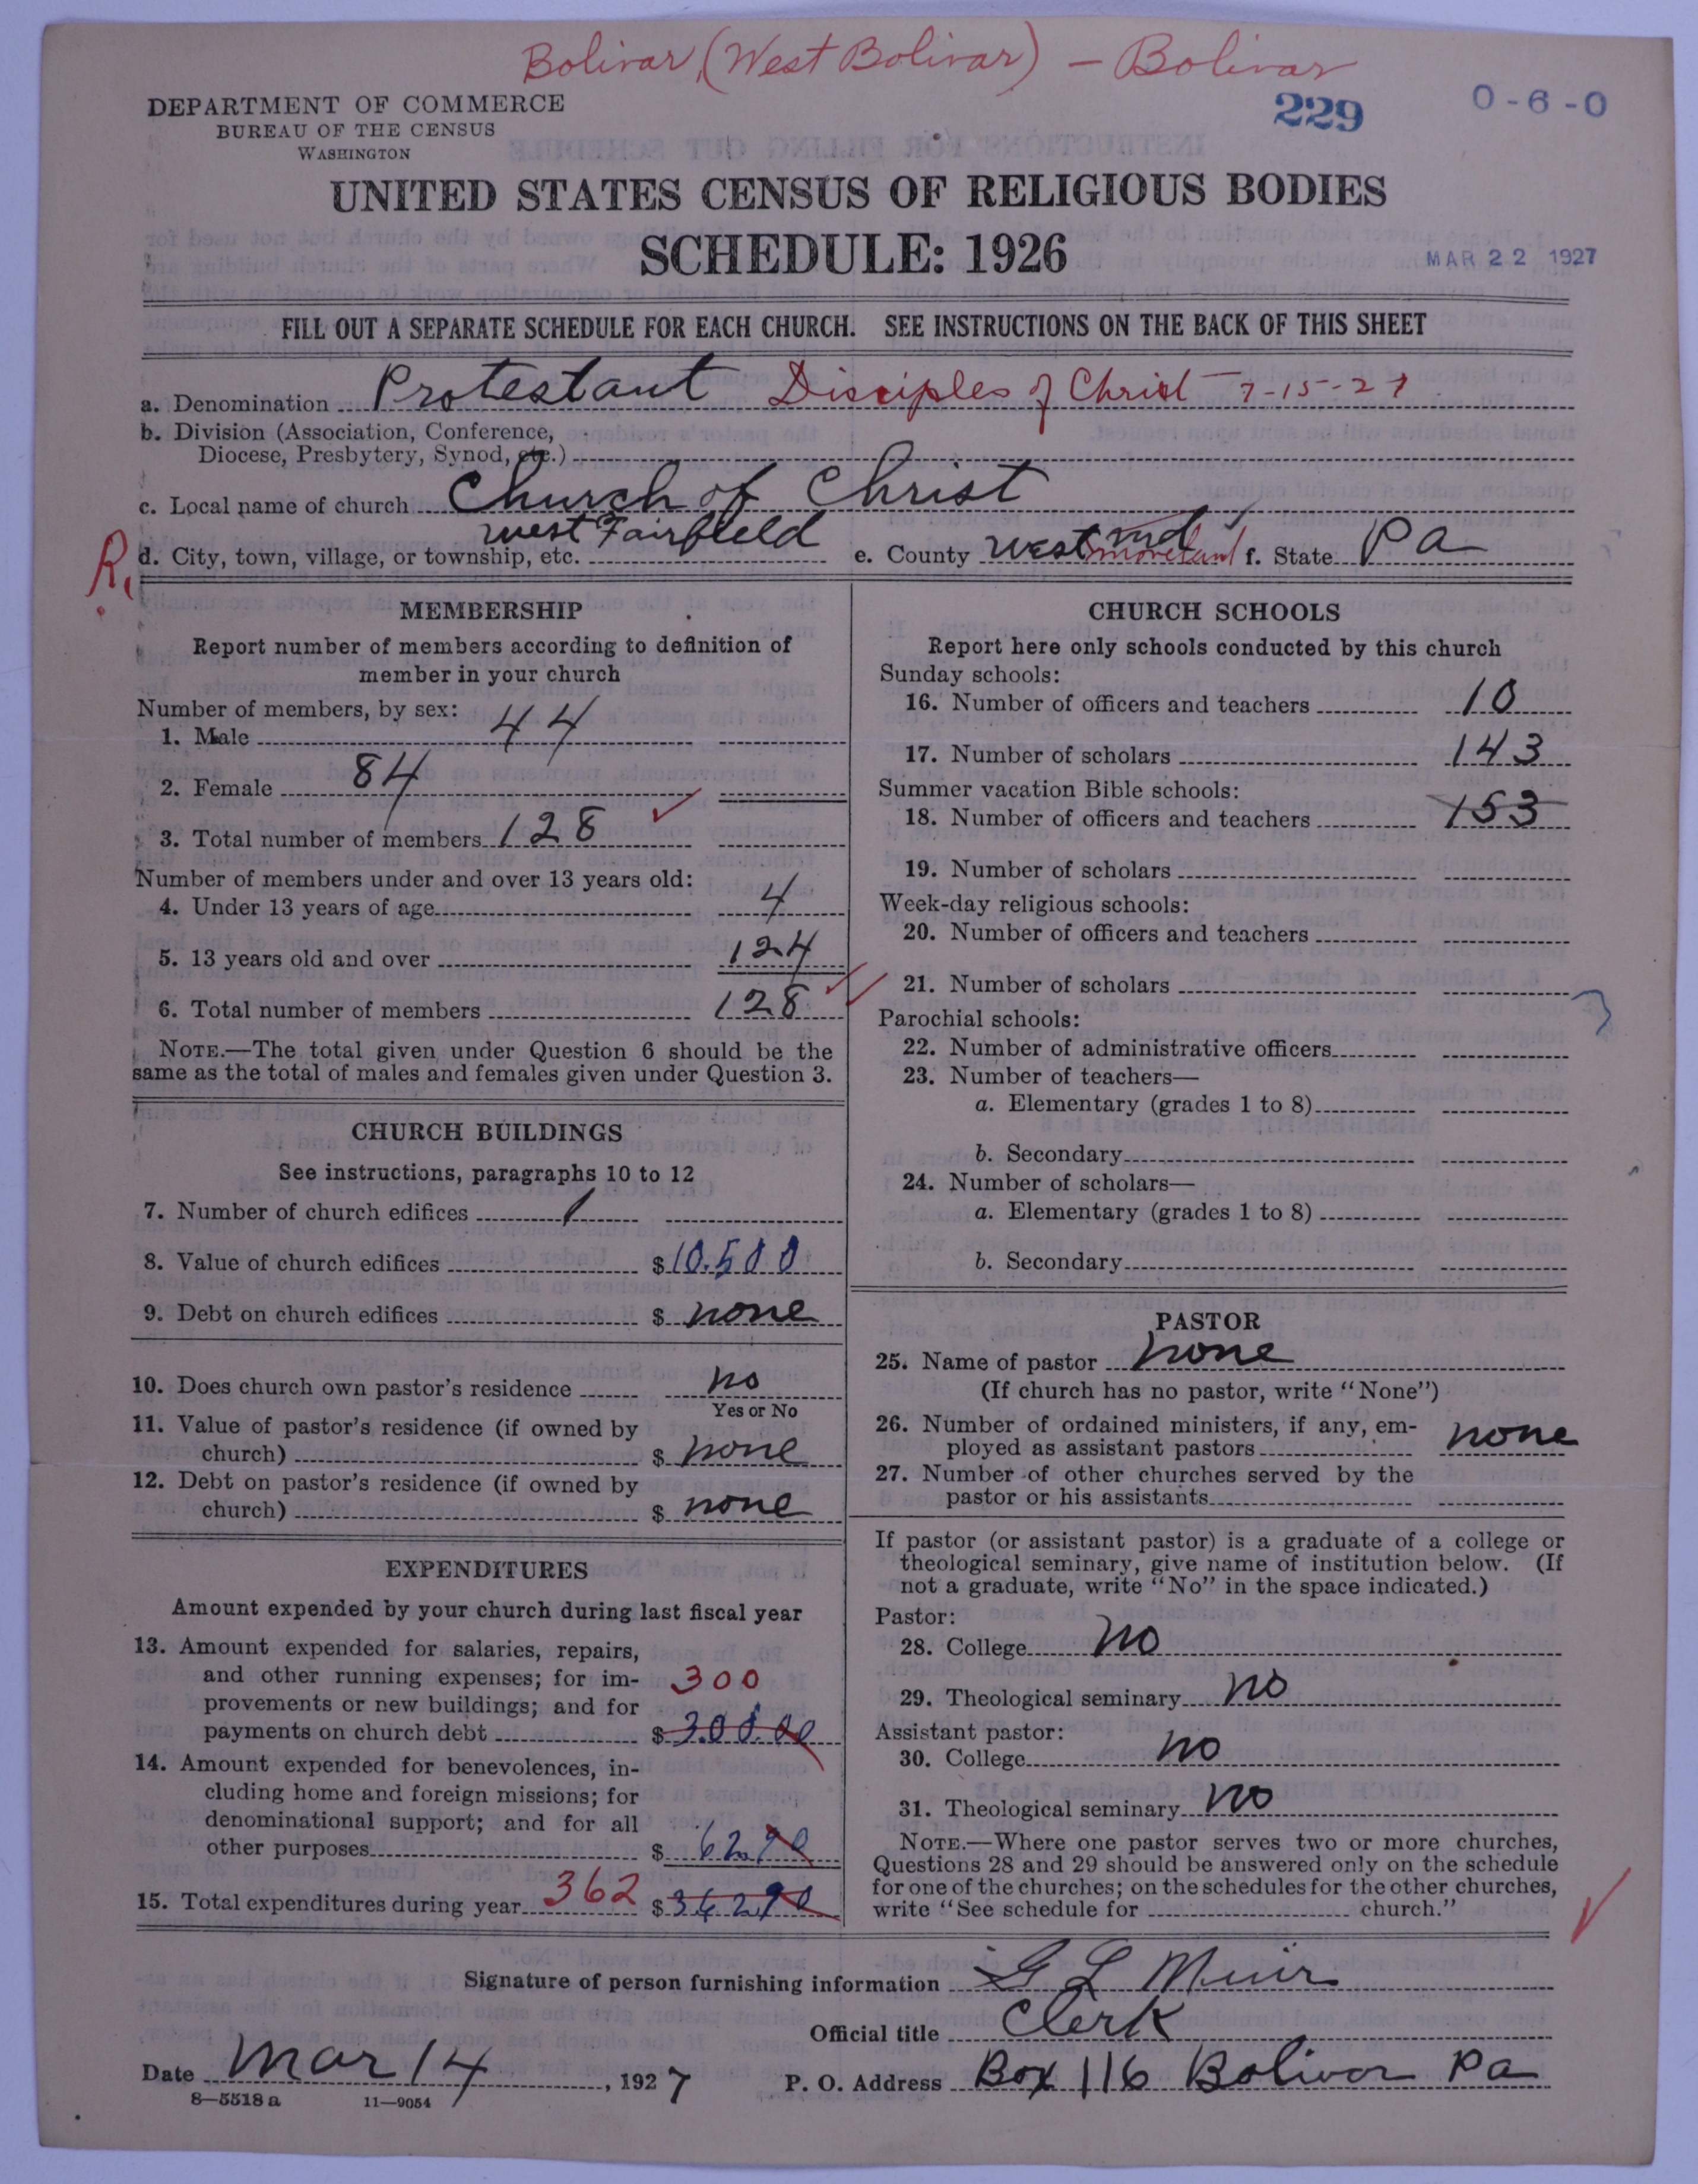 Bolivar, (West Bolivar) — Bolivar
DEPARTMENT OF COMMERCE
BUREAU OF THE CENSUS
WASHINGTON
229
0-6-0
UNITED STATES CENSUS OF RELIGIOUS BODIES
SCHEDULE: 1926
MAR 22 1927
FILL OUT A SEPARATE SCHEDULE FOR EACH CHURCH. SEE INSTRUCTIONS ON THE BACK OF THIS SHEET
a. Denomination Protestant Disciples of Christ - 7-15-27
b. Division (Association, Conference,
Diocese, Presbytery, Synod, etc.)
c. Local name of church Church of Christ
R.
d. City, town, village, or township, etc. West Fairfield e. County Westmoreland f. State Pa
MEMBERSHIP
Report number of members according to definition of
member in your church
Number of members, by sex:
1. Male 44
2. Female 84
3. Total number of members 128
Number of members under and over 13 years old:
4. Under 13 years of age 4
5. 13 years old and over 124
6. Total number of members 128
NOTE.—The total given under Question 6 should be the
same as the total of males and females given under Question 3.
CHURCH BUILDINGS
See instructions, paragraphs 10 to 12
7. Number of church edifices 1
8. Value of church edifices $10.500
9. Debt on church edifices $ none
10. Does church own pastor's residence no
Yes or No
11. Value of pastor's residence (if owned by
church) $ none
12. Debt on pastor's residence (if owned by
church) $ none
EXPENDITURES
Amount expended by your church during last fiscal year
13. Amount expended for salaries, repairs,
and other running expenses; for im- 300
provements or new buildings; and for
payments on church debt $ 300.00
14. Amount expended for benevolences, in-
cluding home and foreign missions; for
denominational support; and for all
other purposes $ 62.90
15. Total expenditures during year 362 $ 362.90
CHURCH SCHOOLS
Report here only schools conducted by this church
Sunday schools:
16. Number of officers and teachers 10
17. Number of scholars 143
Summer vacation Bible schools:
18. Number of officers and teachers 153
19. Number of scholars
Week-day religious schools:
20. Number of officers and teachers
21. Number of scholars
Parochial schools:
22. Number of administrative officers
23. Number of teachers—
a. Elementary (grades 1 to 8)
b. Secondary
24. Number of scholars—
a. Elementary (grades 1 to 8)
b. Secondary
PASTOR
25. Name of pastor none
(If church has no pastor, write "None")
26. Number of ordained ministers, if any, em-
ployed as assistant pastors none
27. Number of other churches served by the
pastor or his assistants
If pastor (or assistant pastor) is a graduate of a college or
theological seminary, give name of institution below. (If
not a graduate, write "No" in the space indicated.)
Pastor:
28. College no
29. Theological seminary no
Assistant pastor:
30. College no
31. Theological seminary no
NOTE.—Where one pastor serves two or more churches,
Questions 28 and 29 should be answered only on the schedule
for one of the churches; on the schedules for the other churches,
write "See schedule for church."
Signature of person furnishing information G L Muir
Official title Clerk
Date Mar 14, 1927 P. O. Address Box 116 Bolivar Pa
8—5518 a 11—9054